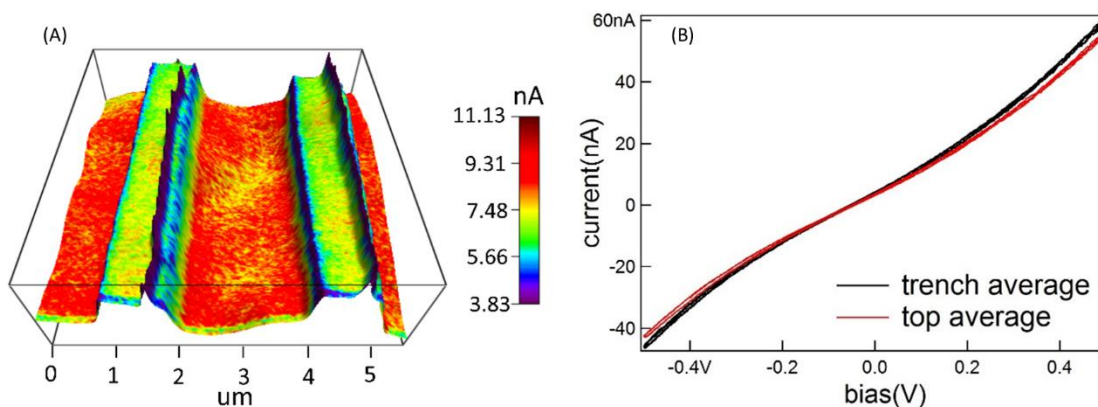 (A)
nA
11.13
9.31
7.48
5.66
3.83
0 1 2 3 4 5
um
(B)
60nA
40
20
0
-20
-40
current(nA)
trench average
top average
-0.4V -0.2 0.0 0.2 0.4
bias(V)